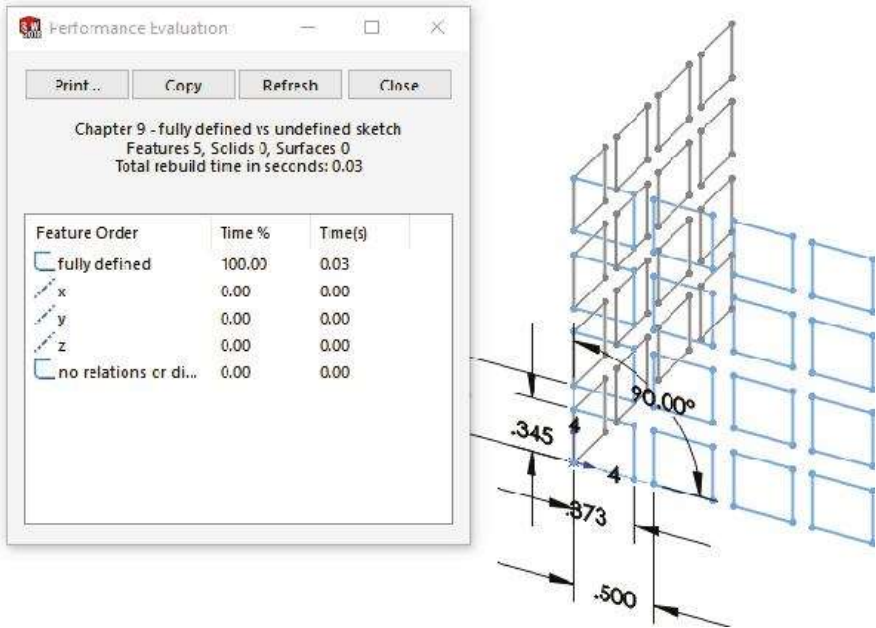 Performance Evaluation
Print...
Copy
Refresh
Close
Chapter 9 - fully defined vs undefined sketch
Features 5, Solids 0, Surfaces 0
Total rebuild time in seconds: 0.03
Feature Order Time % Time(s)
fully defined 100.00 0.03
x 0.00 0.00
y 0.00 0.00
z 0.00 0.00
no relations or di... 0.00 0.00
90.00°
.345
4
4
.373
.500